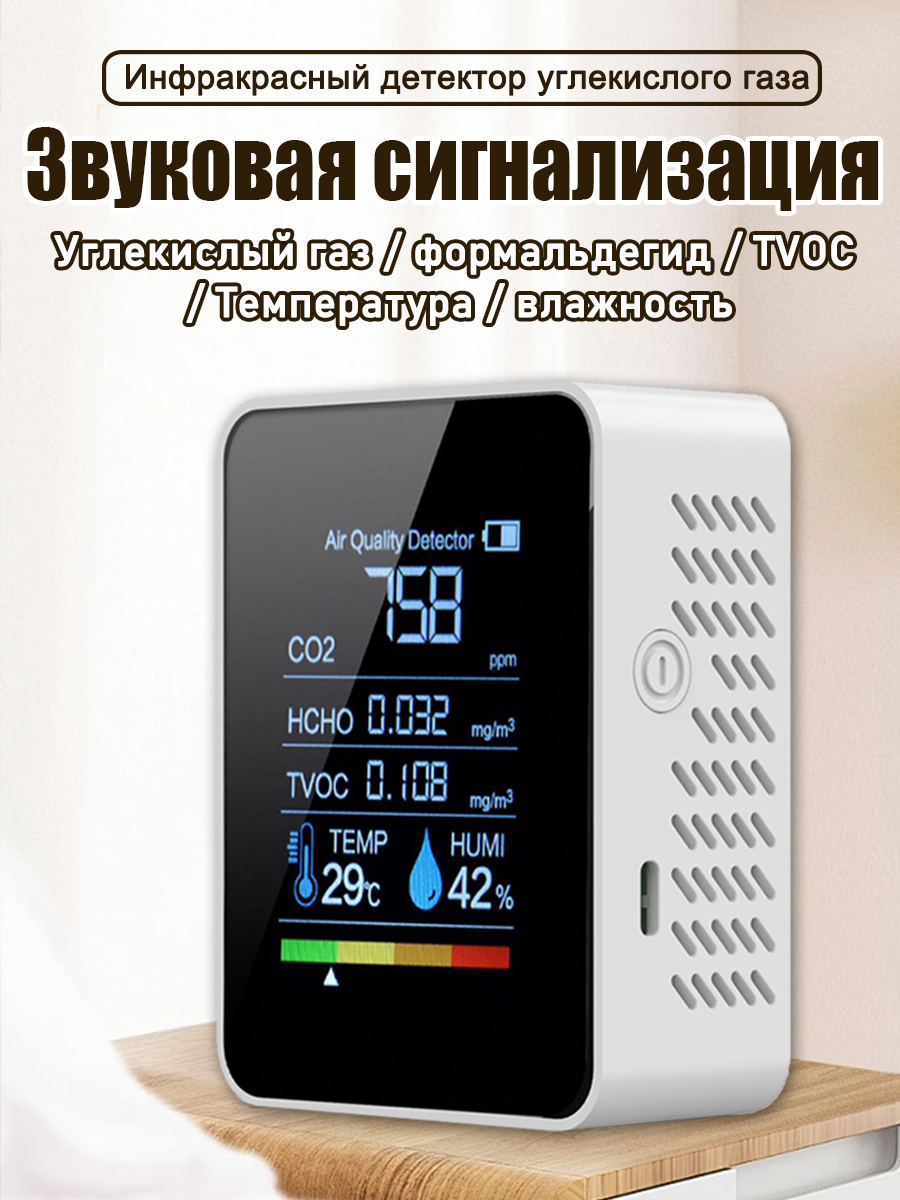 Инфракрасный детектор углекислого газа
Звуковая сигнализация
Углекислый газ / формальдегид / TVOC
/ Температура / влажность
Air Quality Detector
758
CO2
ppm
HCHO 0.032 mg/m³
TVOC 0.108 mg/m³
TEMP HUMI
29°C 42%